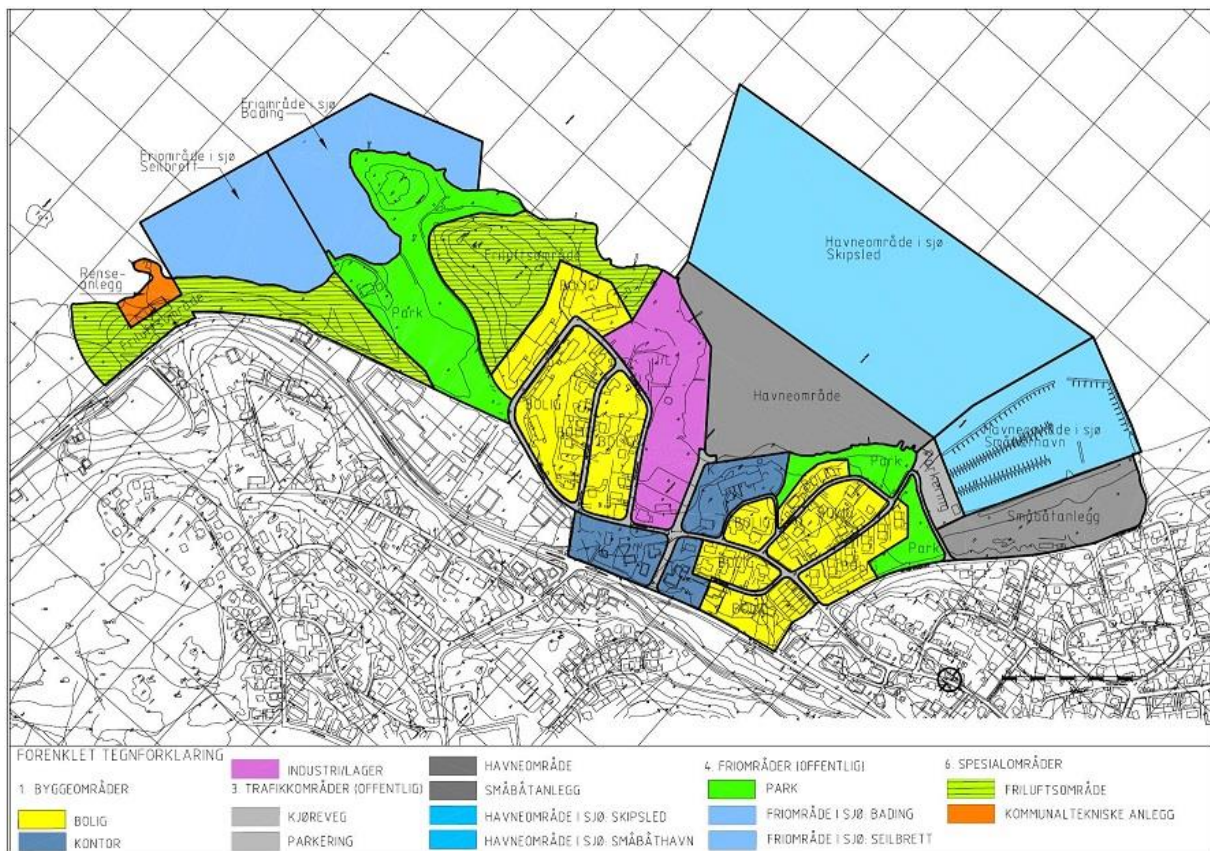 Friområde i sjø
Bading
Friområde i sjø
Seilbrett
Rense-
anlegg
Friluftsområde
Park
Friluftsområde
BOLIG
BOLIG
BOLIG
Havneområde i sjø
Skipsled
Havneområde
Havneområde i sjø
Småbåthavn
Parkering
Småbåtanlegg
Park
Park
BOLIG
BOLIG
BOLIG
BOLIG
FORENKLET TEGNFORKLARING
1. BYGGEOMRÅDER
BOLIG
KONTOR
INDUSTRI/LAGER
3. TRAFIKKOMRÅDER (OFFENTLIG)
KJØREVEG
PARKERING
HAVNEOMRÅDE
SMÅBÅTANLEGG
HAVNEOMRÅDE I SJØ: SKIPSLED
HAVNEOMRÅDE I SJØ: SMÅBÅTHAVN
4. FRIOMRÅDER (OFFENTLIG)
PARK
FRIOMRÅDE I SJØ: BADING
FRIOMRÅDE I SJØ: SEILBRETT
6. SPESIALOMRÅDER
FRILUFTSOMRÅDE
KOMMUNALTEKNISKE ANLEGG